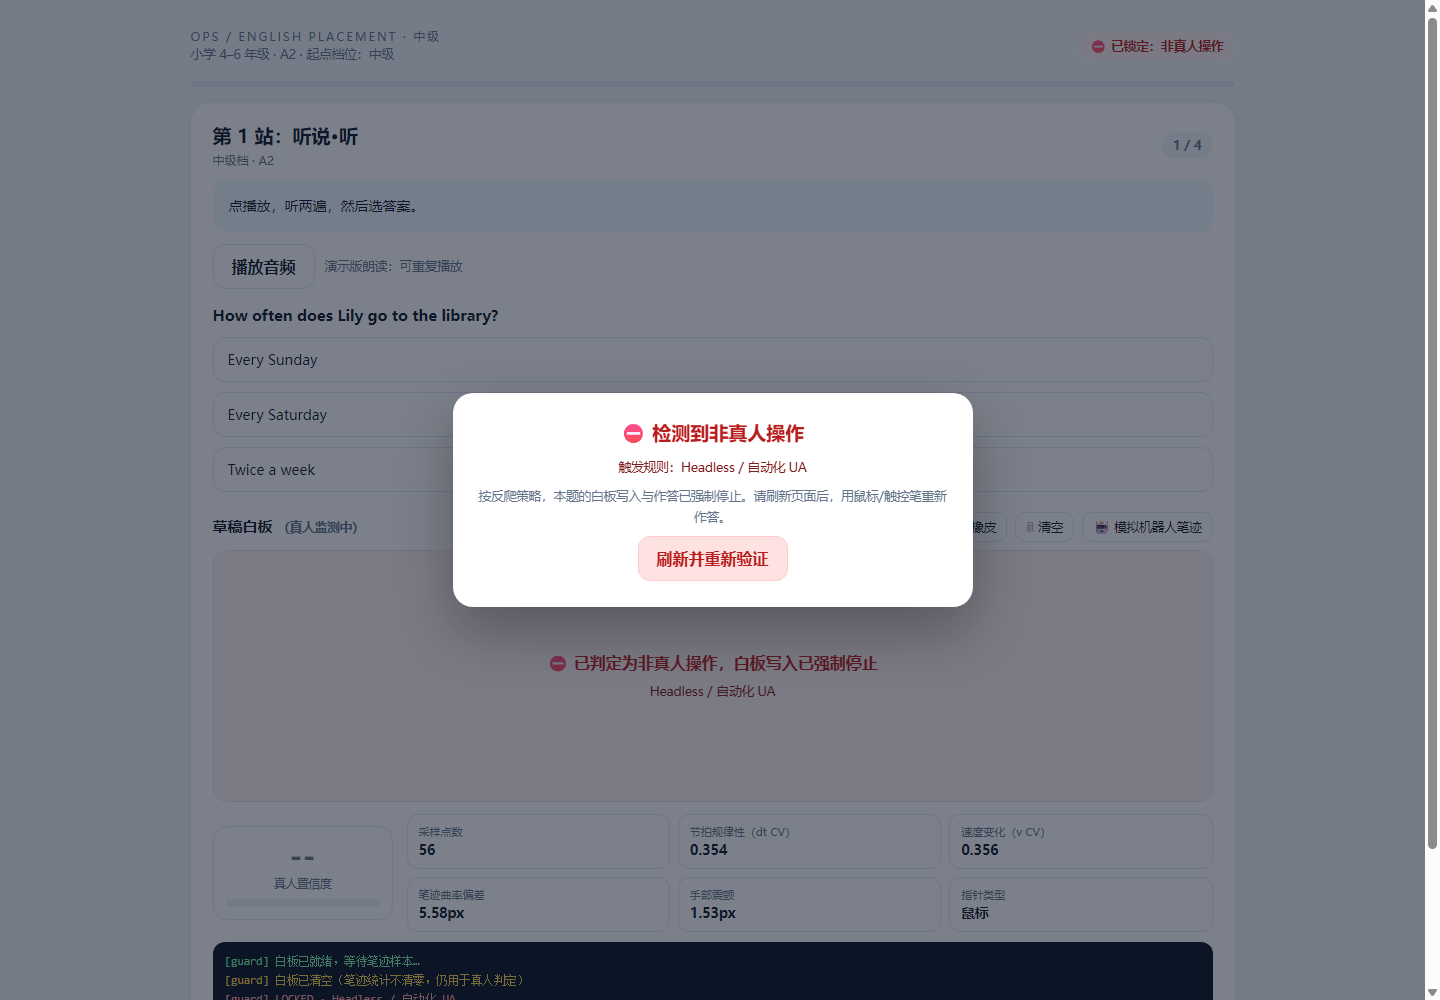 OPS / ENGLISH PLACEMENT · 中级
小学 4–6 年级 · A2 · 起点档位：中级
⛔ 已锁定：非真人操作
第 1 站：听说·听
中级档 · A2
1 / 4
点播放，听两遍，然后选答案。
播放音频
演示版朗读：可重复播放
How often does Lily go to the library?
Every Sunday
Every Saturday
Twice a week
⛔ 检测到非真人操作
触发规则：Headless / 自动化 UA
按反爬策略，本题的白板写入与作答已强制停止。请刷新页面后，用鼠标/触控笔重新
作答。
刷新并重新验证
草稿白板 （真人监测中）
像皮
清空
模拟机器人笔迹
⛔ 已判定为非真人操作，白板写入已强制停止
Headless / 自动化 UA
--
真人置信度
采样点数
56
节拍规律性（dt CV）
0.354
速度变化（v CV）
0.356
笔迹曲率偏差
5.58px
手部震颤
1.53px
指针类型
鼠标
[guard] 白板已就绪，等待笔迹样本…
[guard] 白板已清空（笔迹统计不清零，仍用于真人判定）
[guard] LOCKED · Headless / 自动化 UA